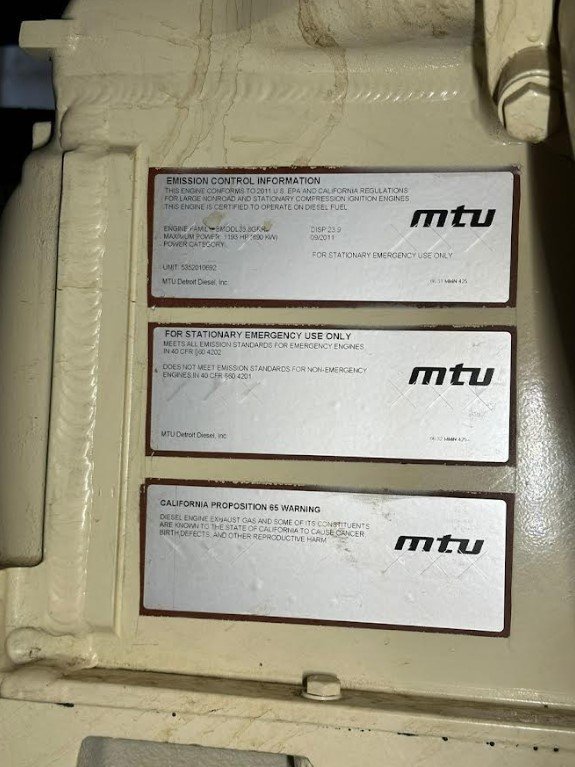 EMISSION CONTROL INFORMATION
THIS ENGINE CONFORMS TO 2011 U.S. EPA AND CALIFORNIA REGULATIONS
FOR LARGE NONROAD AND STATIONARY COMPRESSION IGNITION ENGINES
THIS ENGINE IS CERTIFIED TO OPERATE ON DIESEL FUEL
mtu
ENGINE FAMILY DISP 23.9
MAXIMUM POWER 1193 HP (890 KW) 09/2011
POWER CATEGORY
FOR STATIONARY EMERGENCY USE ONLY
UNIT: 5352010692
MTU Detroit Diesel, Inc.
FOR STATIONARY EMERGENCY USE ONLY
MEETS ALL EMISSION STANDARDS FOR EMERGENCY ENGINES
IN 40 CFR §60.4202
mtu
DOES NOT MEET EMISSION STANDARDS FOR NON-EMERGENCY
ENGINES IN 40 CFR §60.4201
MTU Detroit Diesel, Inc.
CALIFORNIA PROPOSITION 65 WARNING
DIESEL ENGINE EXHAUST GAS AND SOME OF ITS CONSTITUENTS
ARE KNOWN TO THE STATE OF CALIFORNIA TO CAUSE CANCER
BIRTH DEFECTS, AND OTHER REPRODUCTIVE HARM
mtu